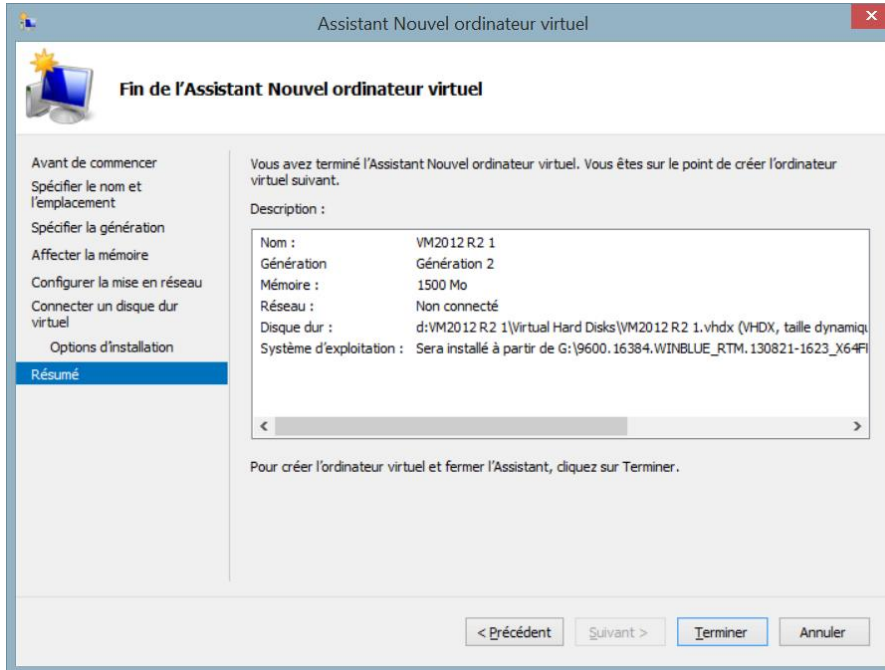 Assistant Nouvel ordinateur virtuel
Fin de l'Assistant Nouvel ordinateur virtuel
Avant de commencer
Spécifier le nom et
l'emplacement
Spécifier la génération
Affecter la mémoire
Configurer la mise en réseau
Connecter un disque dur
virtuel
Options d'installation
Résumé
Vous avez terminé l'Assistant Nouvel ordinateur virtuel. Vous êtes sur le point de créer l'ordinateur
virtuel suivant.
Description :
Nom : VM2012 R2 1
Génération Génération 2
Mémoire : 1500 Mo
Réseau : Non connecté
Disque dur : d:VM2012 R2 1\Virtual Hard Disks\VM2012 R2 1.vhdx (VHDX, taille dynamiqu
Système d'exploitation : Sera installé à partir de G:\9600.16384.WINBLUE_RTM.130821-1623_X64F
Pour créer l'ordinateur virtuel et fermer l'Assistant, cliquez sur Terminer.
< Précédent
Suivant >
Terminer
Annuler